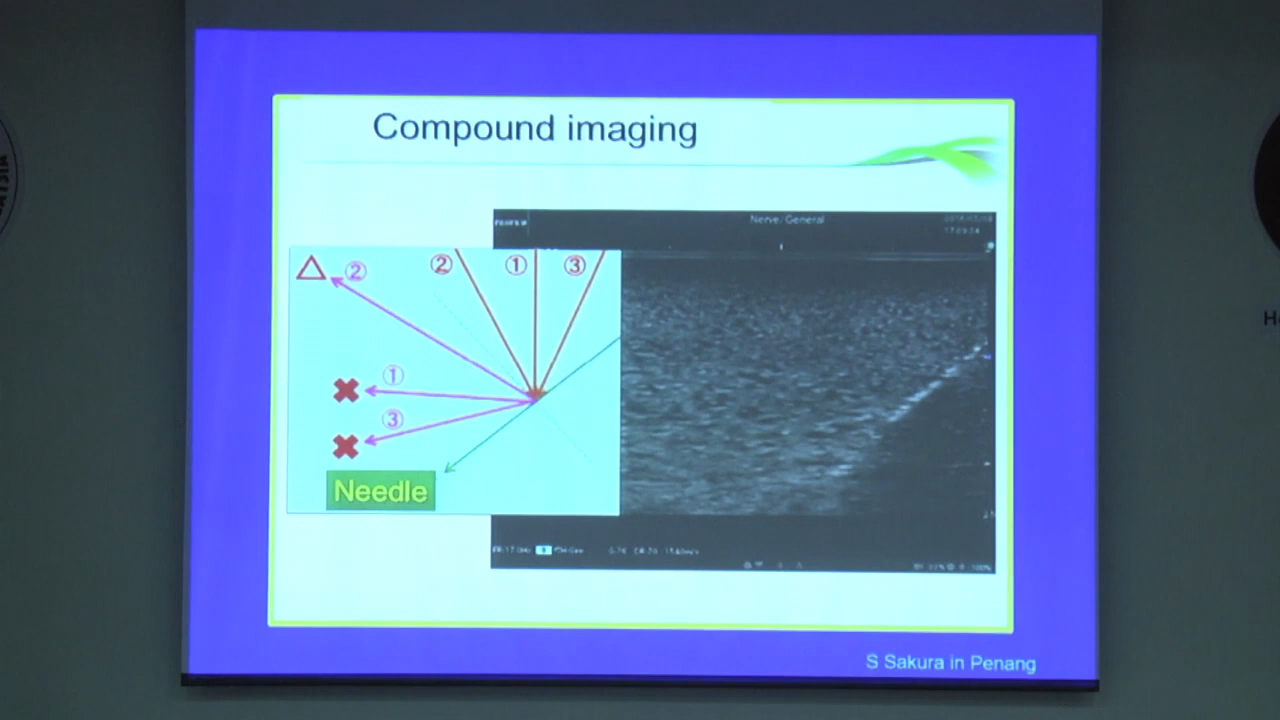 Compound imaging
Nerve/General
② ② ① ③
①
③
Needle
S Sakura in Penang